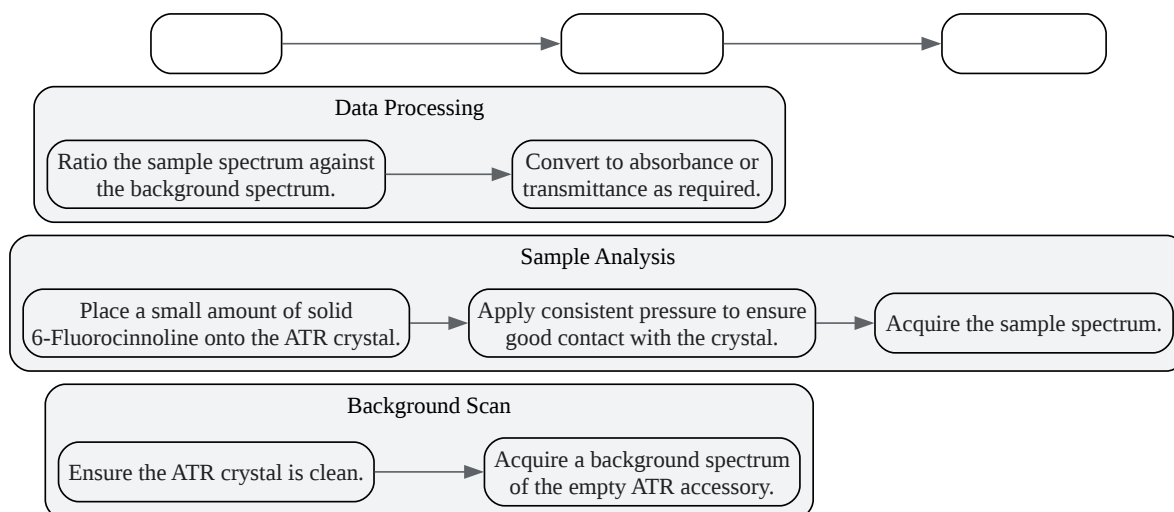 Data Processing
Ratio the sample spectrum against
the background spectrum.
Convert to absorbance or
transmittance as required.
Sample Analysis
Place a small amount of solid
6-Fluorocinnoline onto the ATR crystal.
Apply consistent pressure to ensure
good contact with the crystal.
Acquire the sample spectrum.
Background Scan
Ensure the ATR crystal is clean.
Acquire a background spectrum
of the empty ATR accessory.